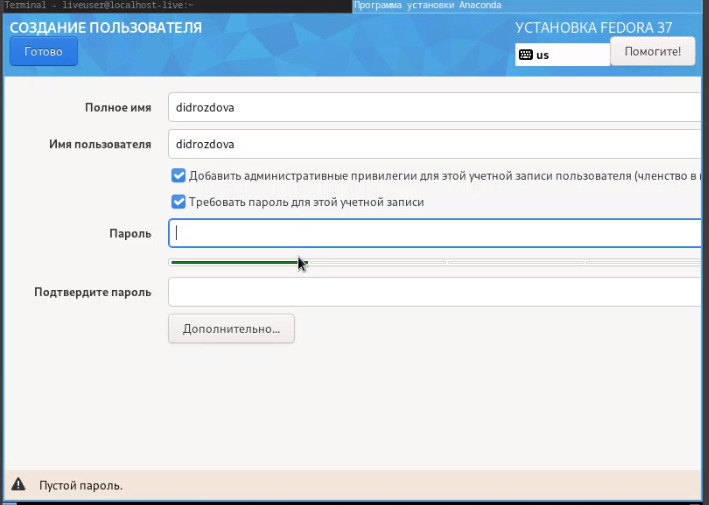 Terminal - liveuser@localhost-live:~
Программа установки Anaconda
СОЗДАНИЕ ПОЛЬЗОВАТЕЛЯ
УСТАНОВКА FEDORA 37
Готово
us
Помогите!
Полное имя
didrozdova
Имя пользователя
didrozdova
Добавить административные привилегии для этой учетной записи пользователя (членство в
Требовать пароль для этой учетной записи
Пароль
Подтвердите пароль
Дополнительно...
Пустой пароль.